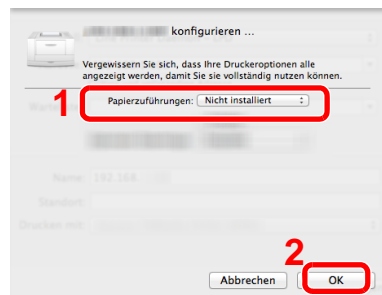 konfigurieren ...
Vergewissern Sie sich, dass Ihre Druckeroptionen alle
angezeigt werden, damit Sie sie vollständig nutzen können.
1
Papierzuführungen: Nicht installiert
Name: 192.168.
Standort:
Drucken mit:
2
Abbrechen OK